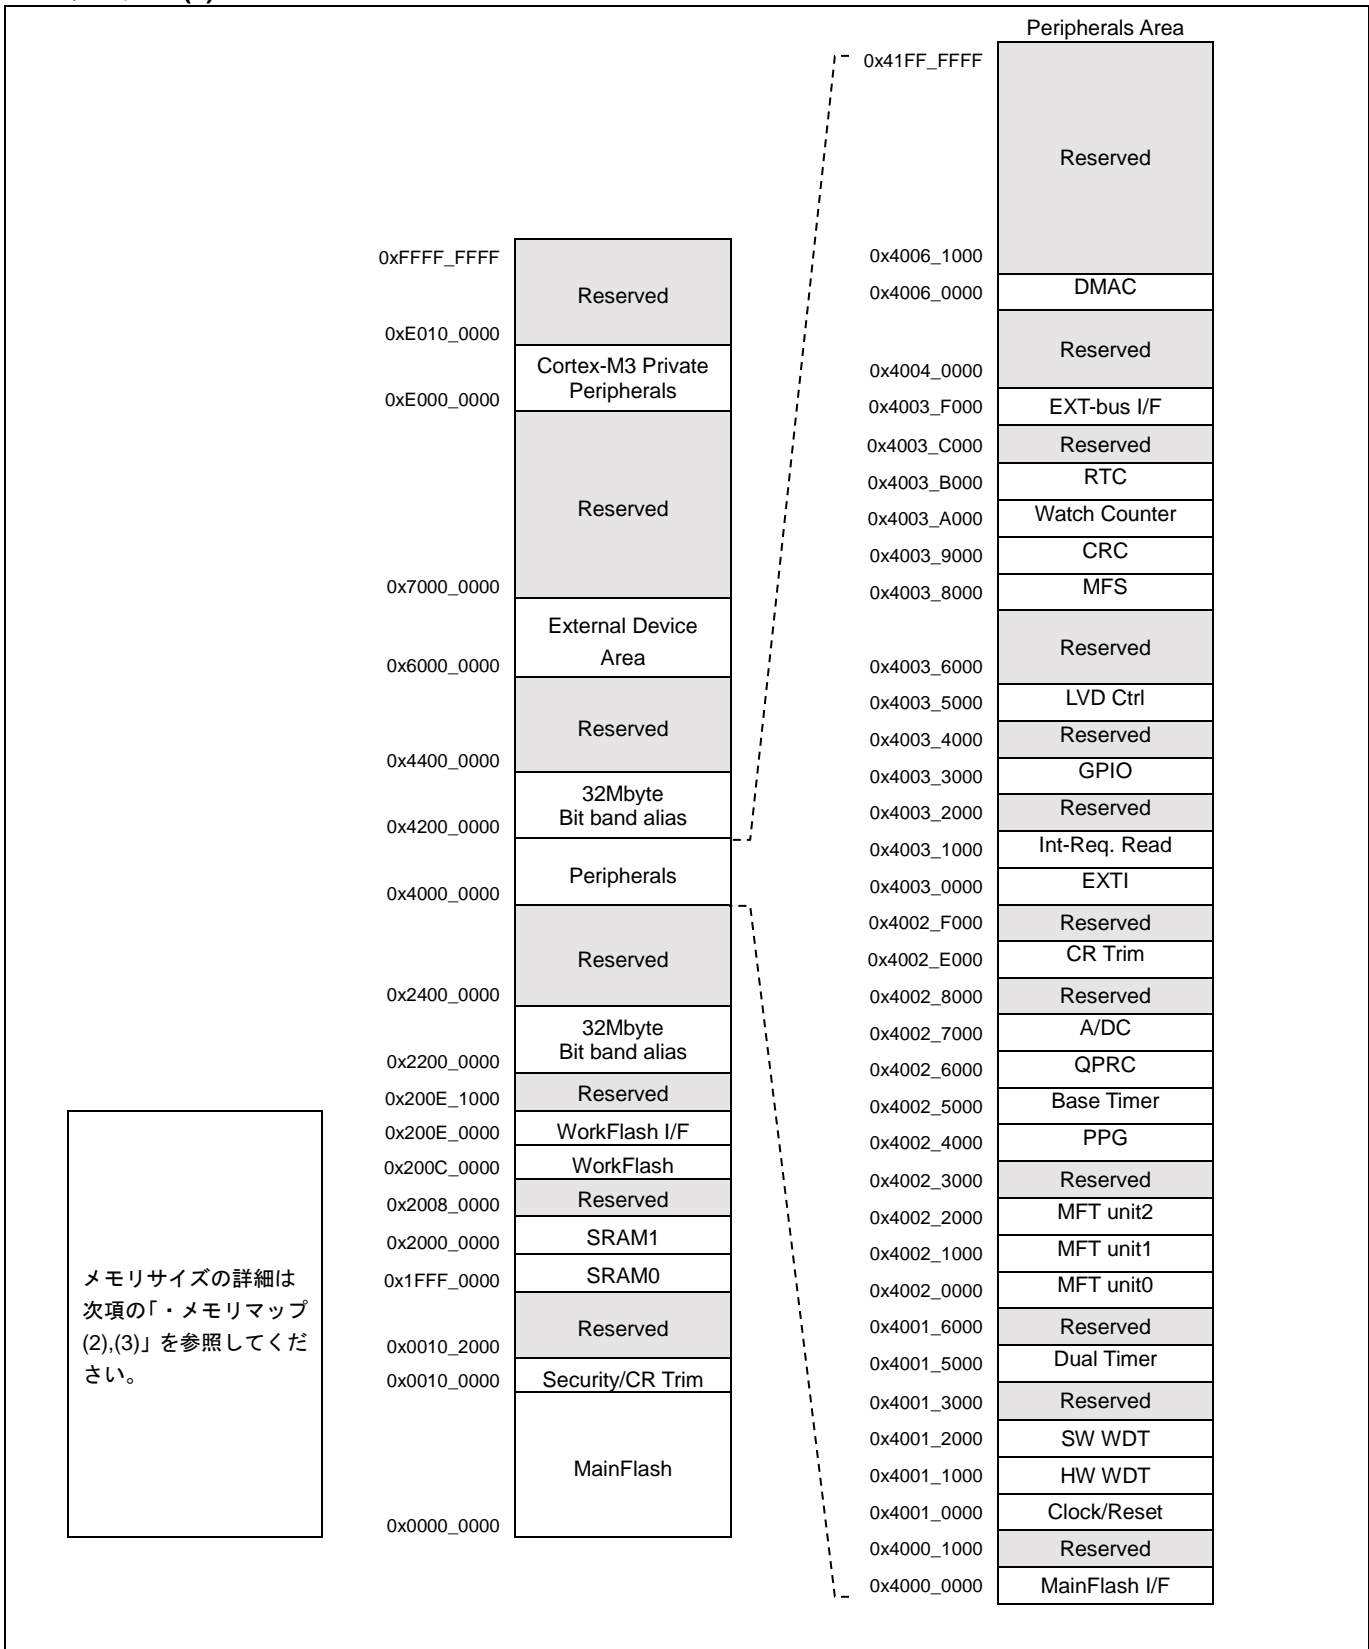 Peripherals Area
0x41FF_FFFF
Reserved
0x4006_1000
0x4006_0000 DMAC
Reserved
0x4004_0000
0x4003_F000 EXT-bus I/F
0x4003_C000 Reserved
0x4003_B000 RTC
0x4003_A000 Watch Counter
0x4003_9000 CRC
0x4003_8000 MFS
Reserved
0x4003_6000
0x4003_5000 LVD Ctrl
0x4003_4000 Reserved
0x4003_3000 GPIO
0x4003_2000 Reserved
0x4003_1000 Int-Req. Read
0x4003_0000 EXTI
0x4002_F000 Reserved
0x4002_E000 CR Trim
0x4002_8000 Reserved
0x4002_7000 A/DC
0x4002_6000 QPRC
0x4002_5000 Base Timer
0x4002_4000 PPG
0x4002_3000 Reserved
0x4002_2000 MFT unit2
0x4002_1000 MFT unit1
0x4002_0000 MFT unit0
0x4001_6000 Reserved
0x4001_5000 Dual Timer
0x4001_3000 Reserved
0x4001_2000 SW WDT
0x4001_1000 HW WDT
0x4001_0000 Clock/Reset
0x4000_1000 Reserved
0x4000_0000 MainFlash I/F
0xFFFF_FFFF
Reserved
0xE010_0000
Cortex-M3 Private
Peripherals
0xE000_0000
Reserved
0x7000_0000
External Device
Area
0x6000_0000
Reserved
0x4400_0000
32Mbyte
Bit band alias
0x4200_0000
Peripherals
0x4000_0000
Reserved
0x2400_0000
32Mbyte
Bit band alias
0x2200_0000
0x200E_1000 Reserved
0x200E_0000 WorkFlash I/F
0x200C_0000 WorkFlash
0x2008_0000 Reserved
0x2000_0000 SRAM1
0x1FFF_0000 SRAM0
Reserved
0x0010_2000
0x0010_0000 Security/CR Trim
MainFlash
0x0000_0000
メモリサイズの詳細は
次項の「・メモリマップ
(2),(3)」を参照してくだ
さい。